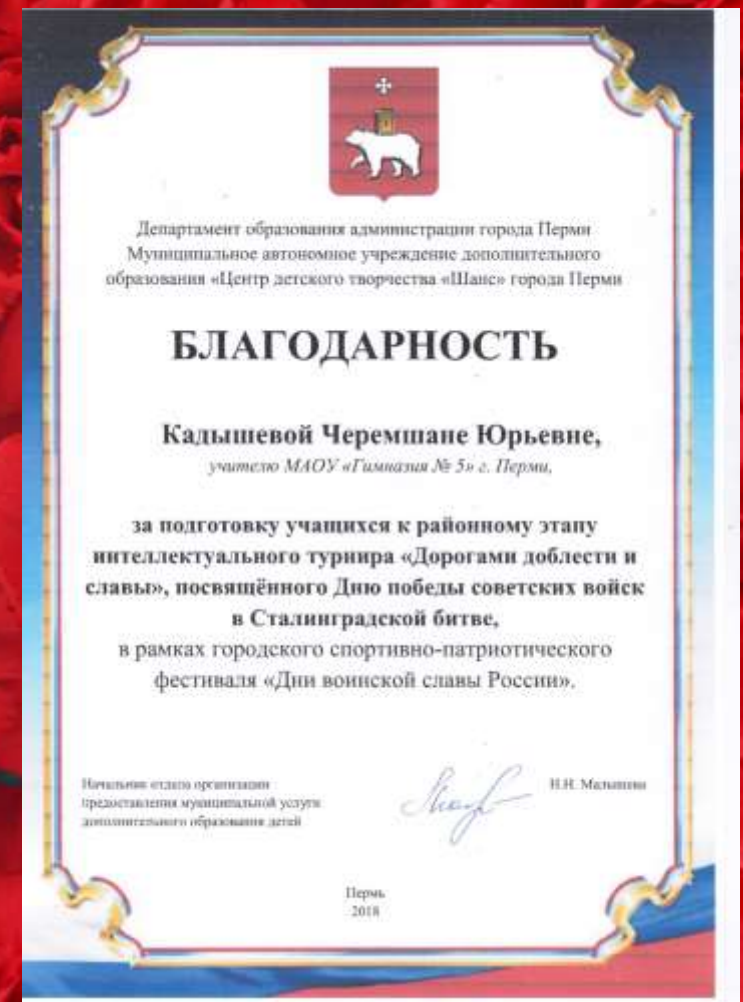 Департамент образования администрации города Перми
Муниципальное автономное учреждение дополнительного
образования «Центр детского творчества «Шанс» города Перми
БЛАГОДАРНОСТЬ
Кадышевой Черемшане Юрьевне,
учителю МАОУ «Гимназия № 5» г. Перми,
за подготовку учащихся к районному этапу
интеллектуального турнира «Дорогами доблести и
славы», посвящённого Дню победы советских войск
в Сталинградской битве,
в рамках городского спортивно-патриотического
фестиваля «Дни воинской славы России».
Начальник отдела организации
предоставления муниципальной услуги
дополнительного образования детей
Н.Н. Малышева
Пермь
2018